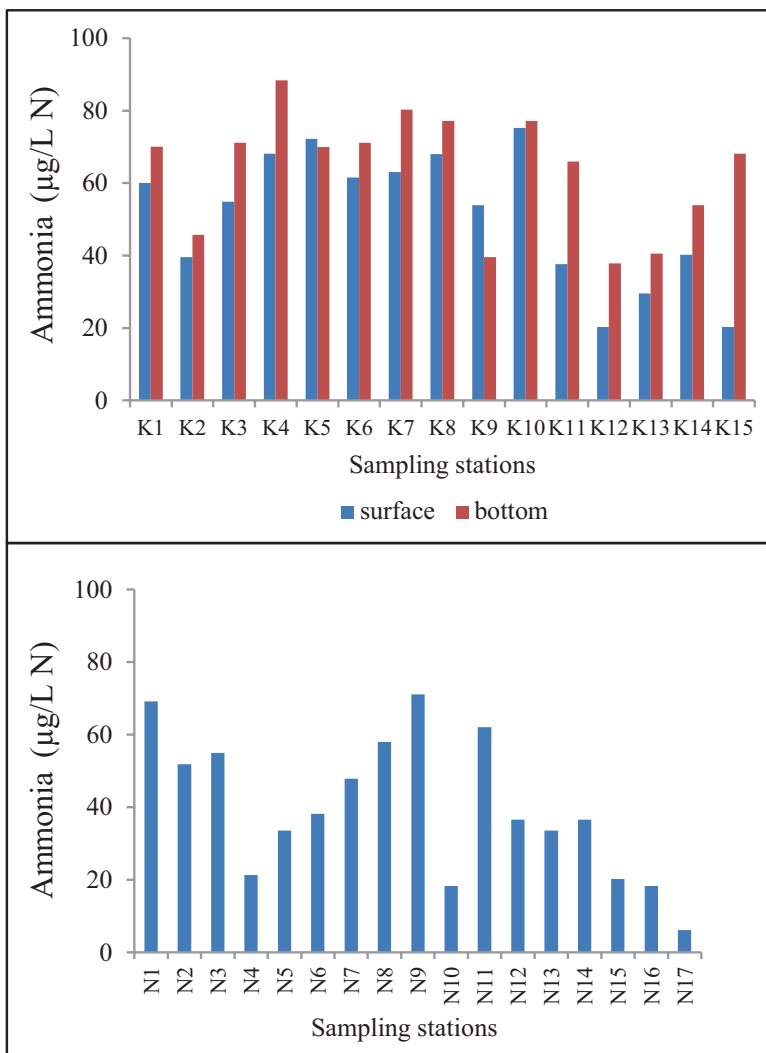 Ammonia (µg/L N)
100
80
60
40
20
0
K1 K2 K3 K4 K5 K6 K7 K8 K9 K10 K11 K12 K13 K14 K15
Sampling stations
surface bottom
Ammonia (µg/L N)
100
80
60
40
20
0
N1 N2 N3 N4 N5 N6 N7 N8 N9 N10 N11 N12 N13 N14 N15 N16 N17
Sampling stations